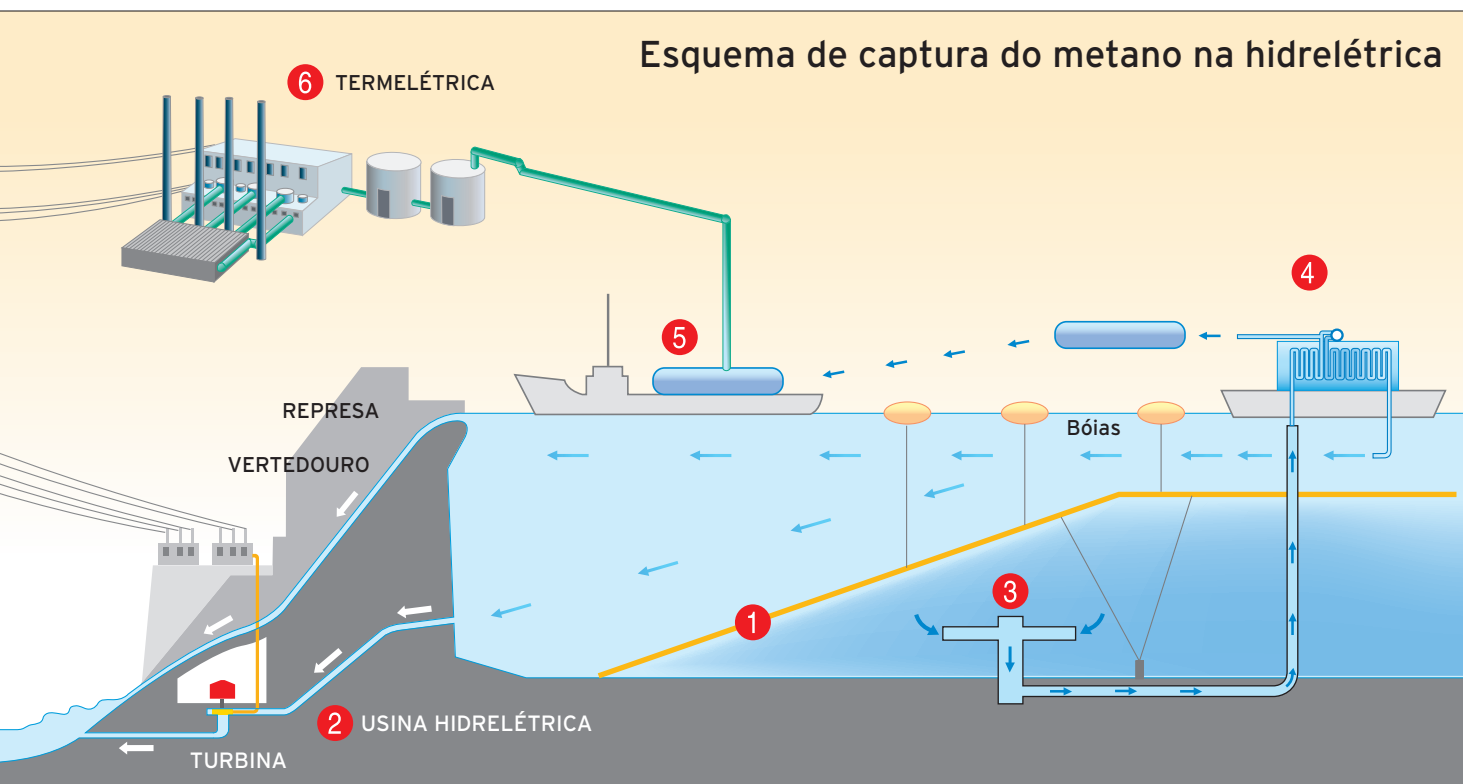 Esquema de captura do metano na hidrelétrica
6 TERMELÉTRICA
4
5
REPRESA
Bóias
VERTEDOURO
3
1
2 USINA HIDRELÉTRICA
TURBINA